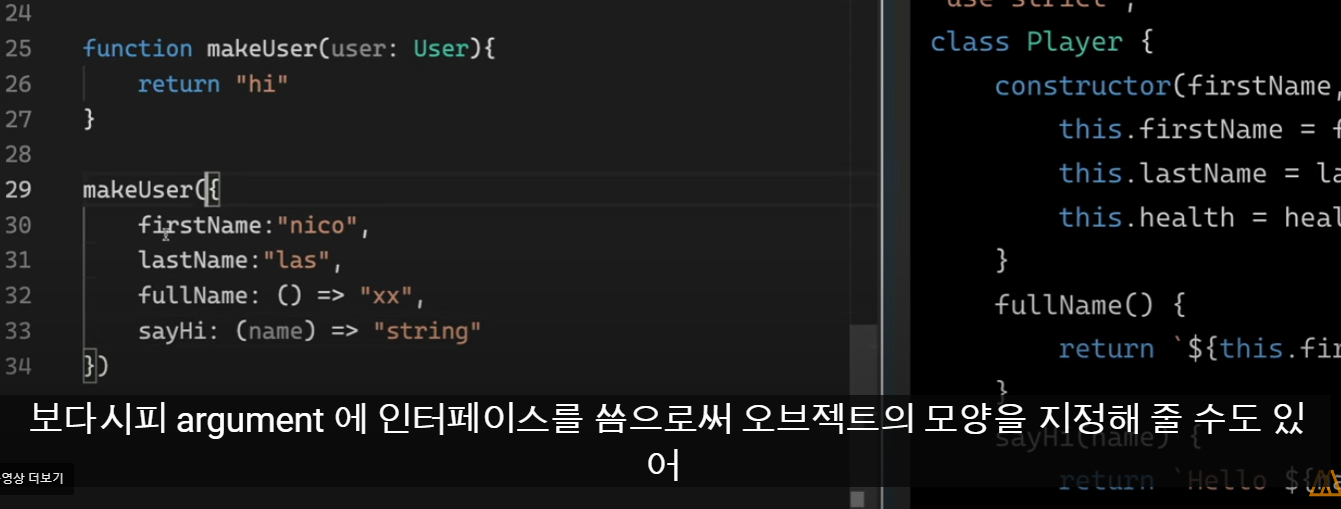 24
25 function makeUser(user: User){
26 return "hi"
27 }
28
29 makeUser({
30 firstName:"nico",
31 lastName:"las",
32 fullName: () => "xx",
33 sayHi: (name) => "string"
34 })
"use strict";
class Player {
constructor(firstName,
this.firstName = f
this.lastName = la
this.health = heal
}
fullName() {
return `${this.fir
}
sayHi(name) {
return `Hello ${
보다시피 argument 에 인터페이스를 씀으로써 오브젝트의 모양을 지정해 줄 수도 있
어
영상 더보기